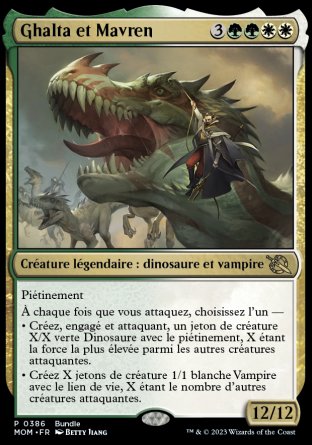 Ghalta et Mavren 3
Créature légendaire : dinosaure et vampire
Piétinement
À chaque fois que vous attaquez, choisissez l'un —
• Créez, engagé et attaquant, un jeton de créature
X/X verte Dinosaure avec le piétinement, X étant
la force la plus élevée parmi les autres créatures
attaquantes.
• Créez X jetons de créature 1/1 blanche Vampire
avec le lien de vie, X étant le nombre d'autres
créatures attaquantes.
12/12
P 0386 Bundle
MOM • FR Betty Jiang
™ & © 2023 Wizards of the Coast